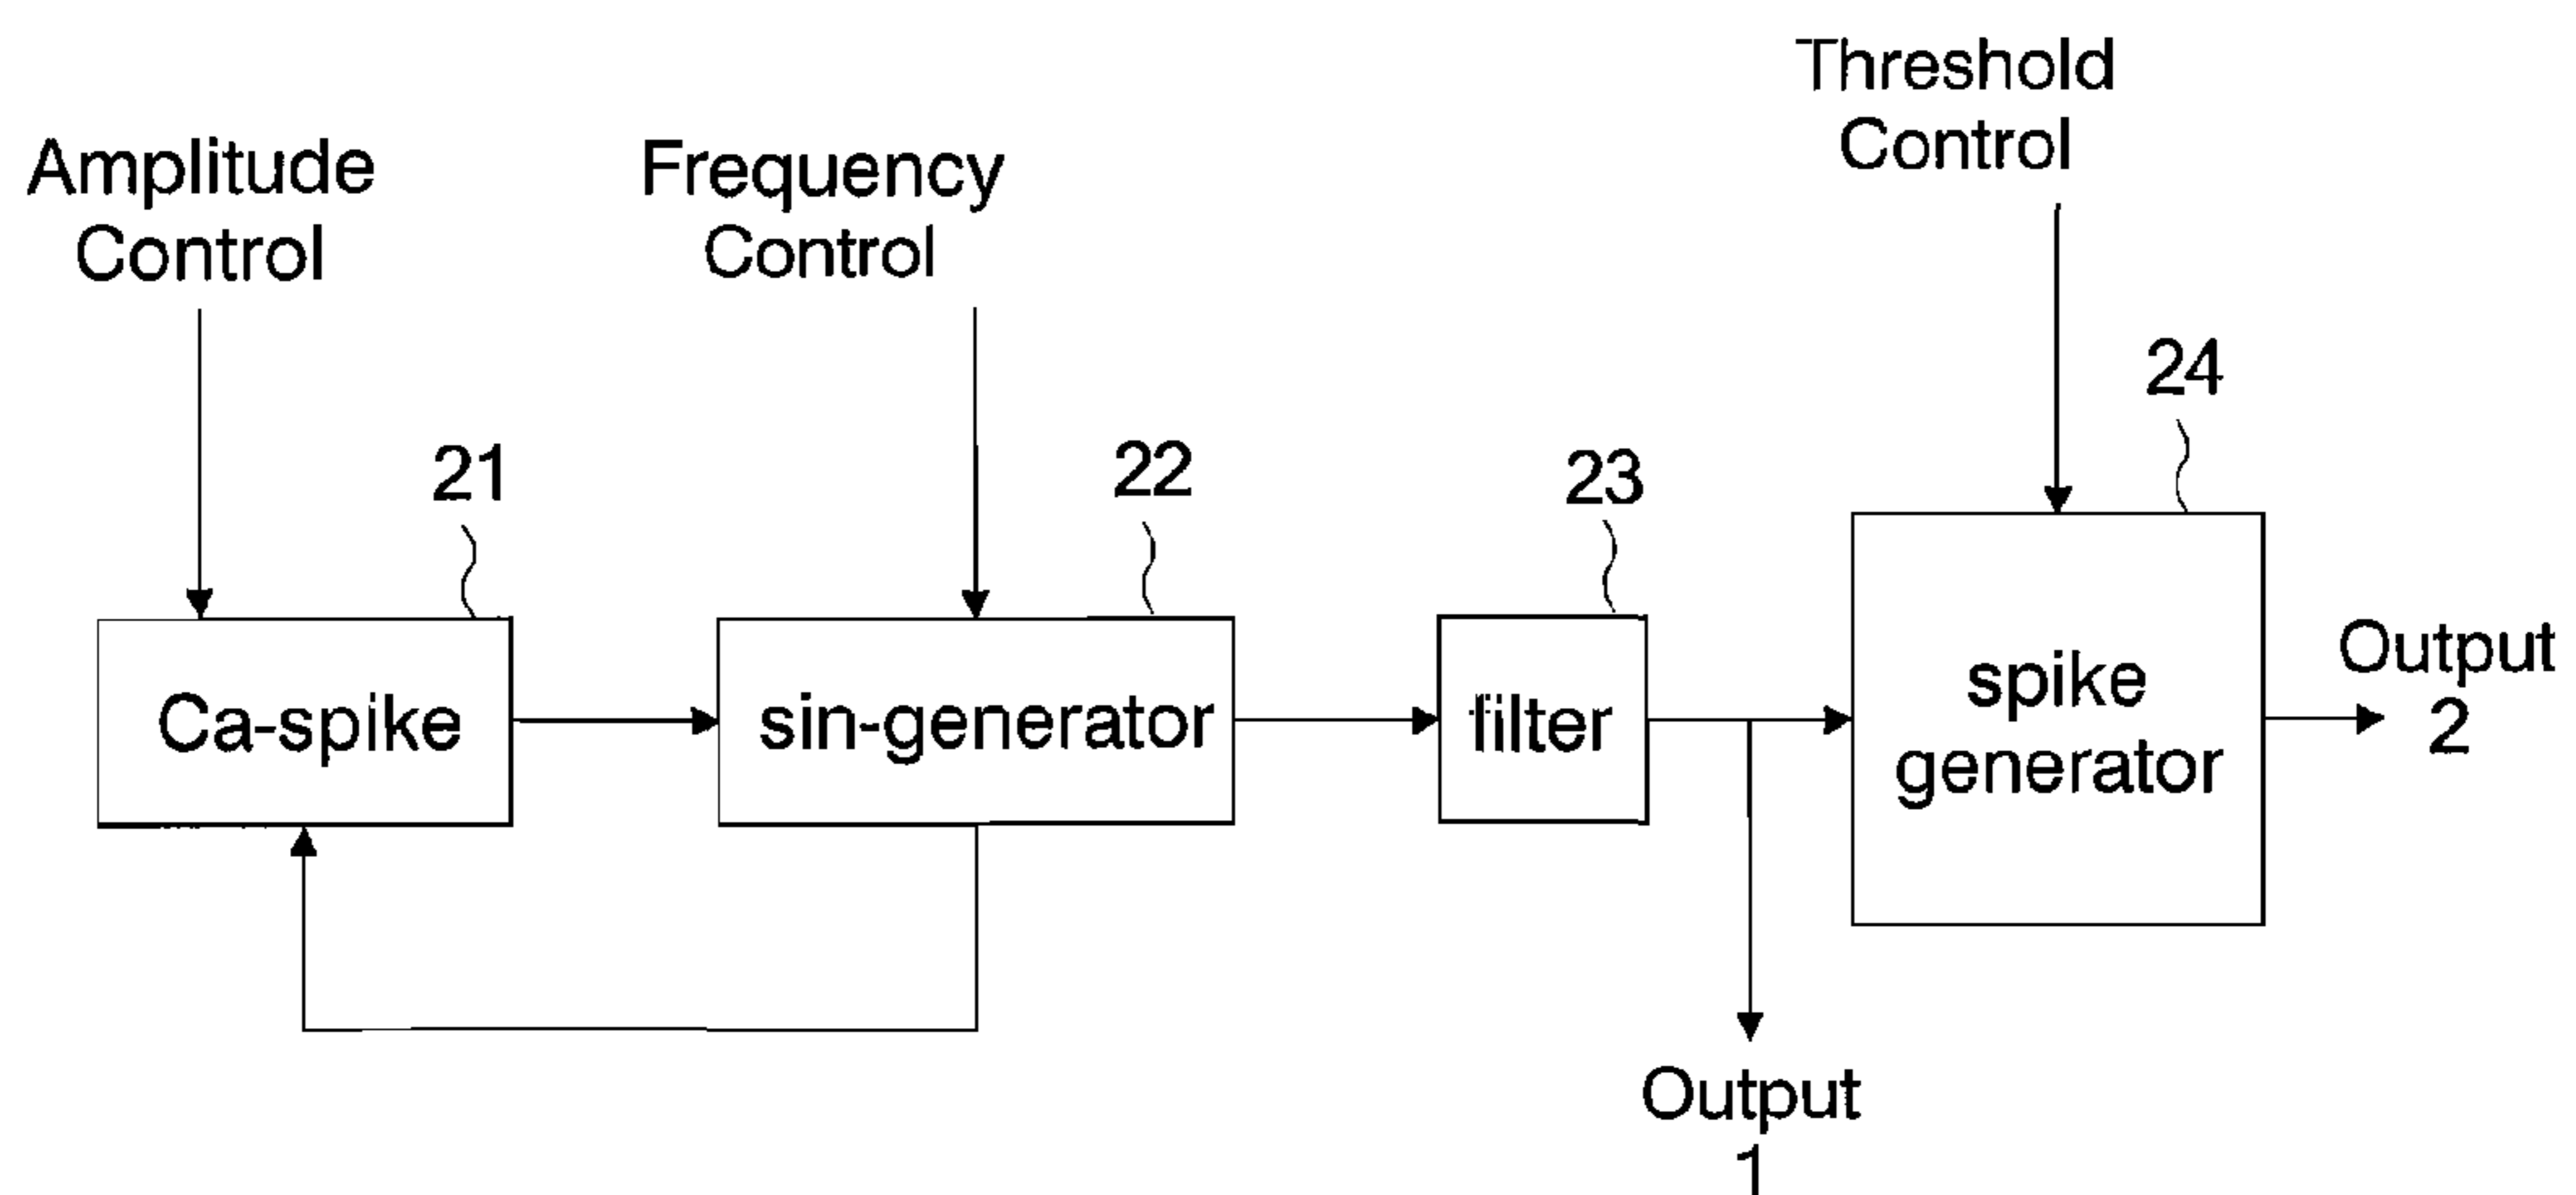 Threshold
Control
Amplitude
Control
Frequency
Control
24
21
22
23
Ca-spike
sin-generator
filter
spike
generator
Output
2
Output
1